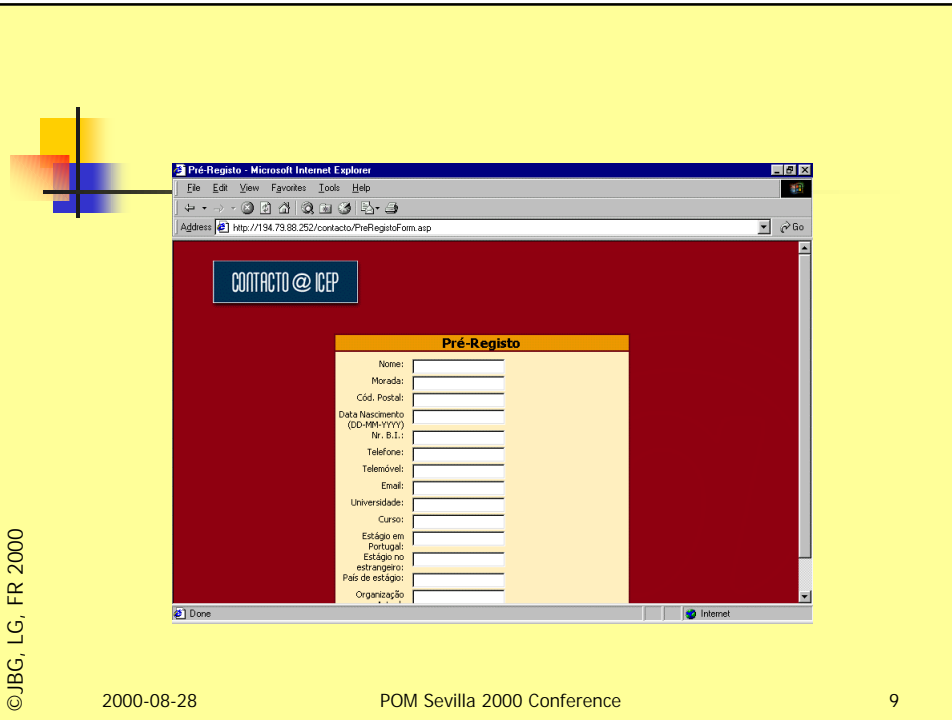 Pré-Registo - Microsoft Internet Explorer
File Edit View Favorites Tools Help
Address http://194.79.88.252/contacto/PreRegistoForm.asp Go
CONTACTO @ ICEP
Pré-Registo
Nome:
Morada:
Cód. Postal:
Data Nascimento
(DD-MM-YYYY)
Nr. B.I.:
Telefone:
Telemóvel:
Email:
Universidade:
Curso:
Estágio em
Portugal:
Estágio no
estrangeiro:
País de estágio:
Organização
Done Internet
©JBG, LG, FR 2000
2000-08-28 POM Sevilla 2000 Conference 9